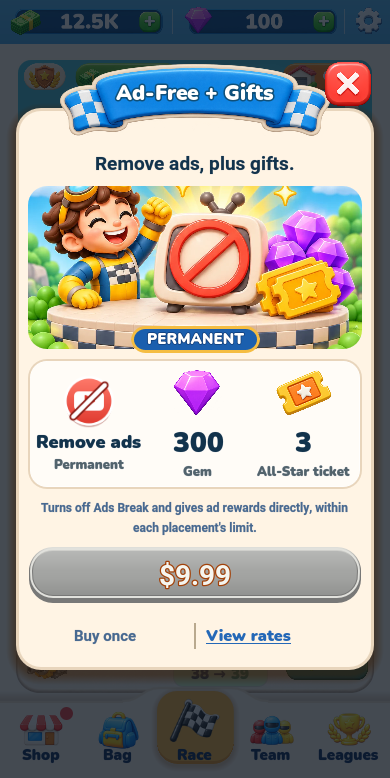 12.5K
100
Ad-Free + Gifts
Remove ads, plus gifts.
PERMANENT
Remove ads
Permanent
300
Gem
3
All-Star ticket
Turns off Ads Break and gives ad rewards directly, within
each placement's limit.
$9.99
Buy once
View rates
38 → 39
Shop
Bag
Race
Team
Leagues